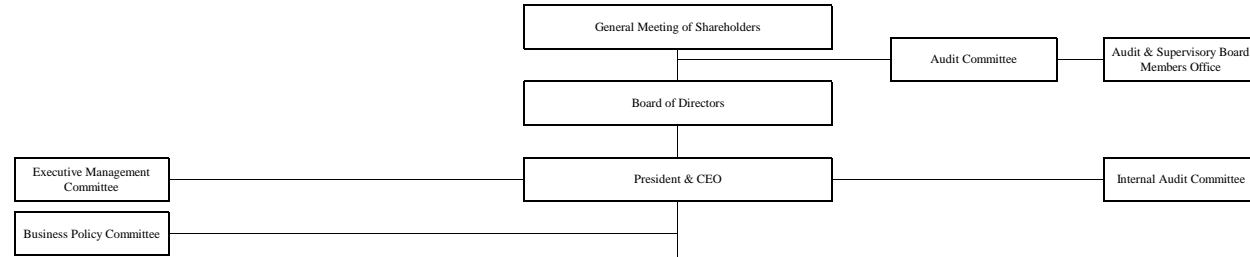 General Meeting of Shareholders
Audit Committee
Audit & Supervisory Board
Members Office
Board of Directors
Executive Management
Committee
President & CEO
Internal Audit Committee
Business Policy Committee